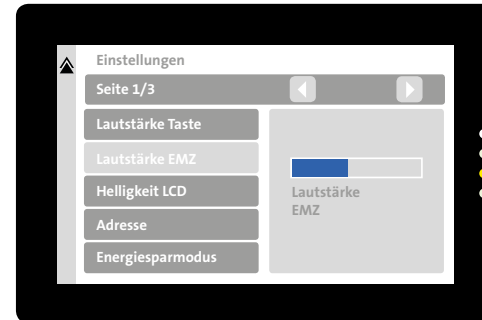 Einstellungen
Seite 1/3
Lautstärke Taste
Lautstärke EMZ
Helligkeit LCD
Adresse
Energiesparmodus
Lautstärke
EMZ